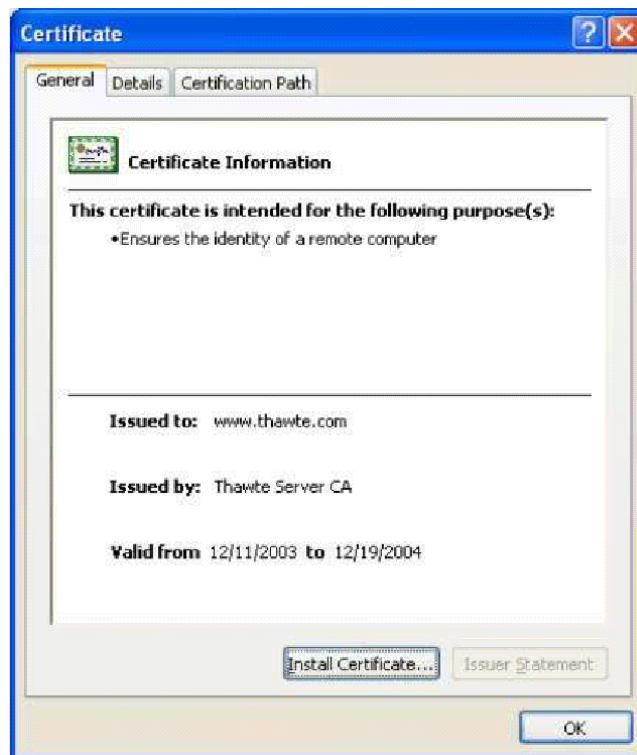 Certificate
General Details Certification Path
Certificate Information
This certificate is intended for the following purpose(s):
•Ensures the identity of a remote computer
Issued to: www.thawte.com
Issued by: Thawte Server CA
Valid from 12/11/2003 to 12/19/2004
Install Certificate... Issuer Statement
OK